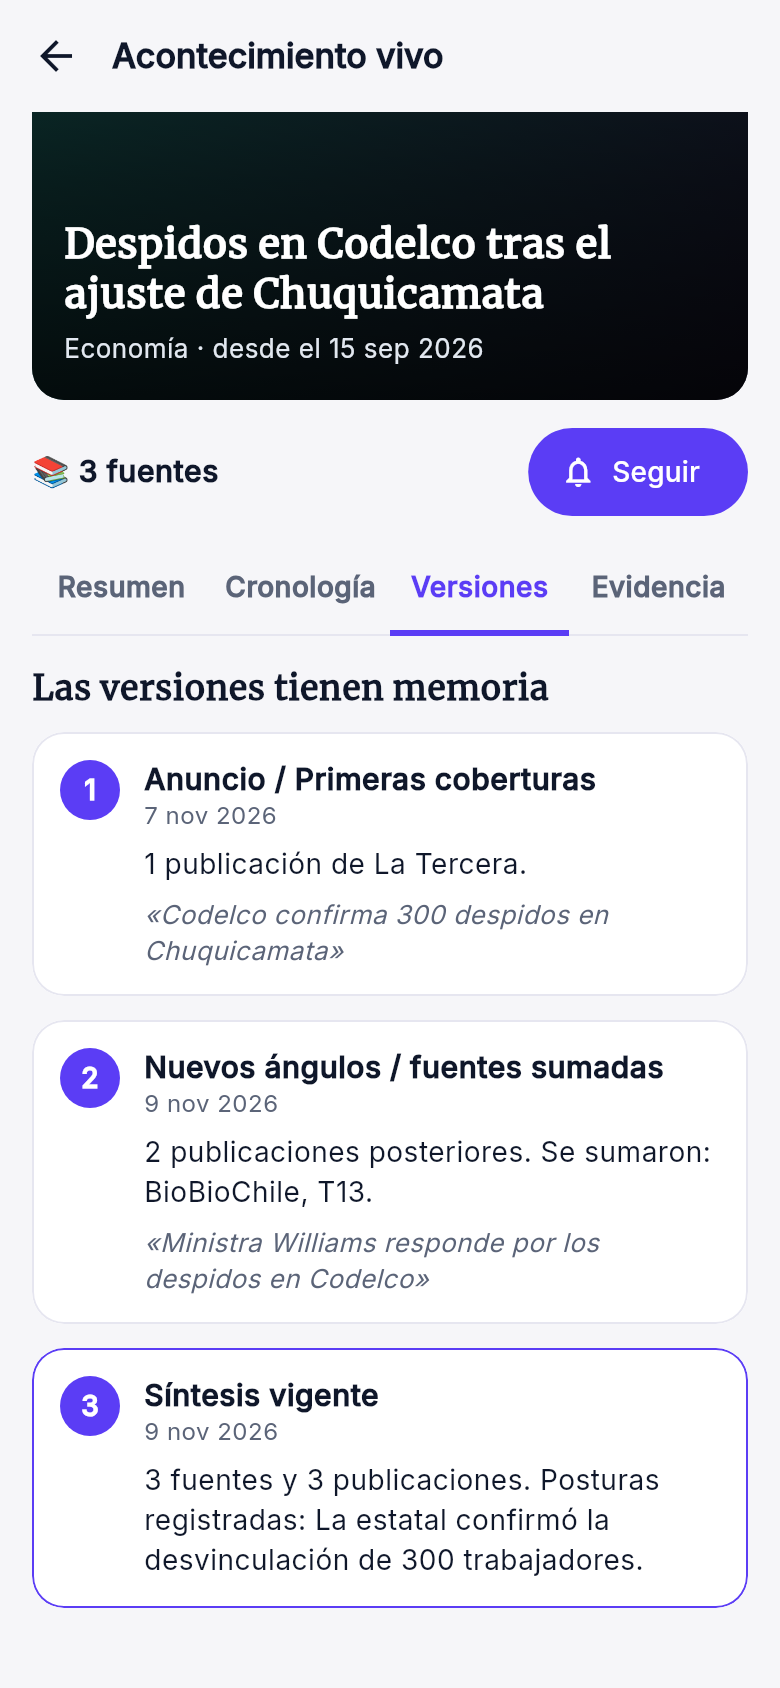 Acontecimiento vivo
Despidos en Codelco tras el
ajuste de Chuquicamata
Economía · desde el 15 sep 2026
3 fuentes
Seguir
Resumen
Cronología
Versiones
Evidencia
Las versiones tienen memoria
1
Anuncio / Primeras coberturas
7 nov 2026
1 publicación de La Tercera.
«Codelco confirma 300 despidos en
Chuquicamata»
2
Nuevos ángulos / fuentes sumadas
9 nov 2026
2 publicaciones posteriores. Se sumaron:
BioBioChile, T13.
«Ministra Williams responde por los
despidos en Codelco»
3
Síntesis vigente
9 nov 2026
3 fuentes y 3 publicaciones. Posturas
registradas: La estatal confirmó la
desvinculación de 300 trabajadores.